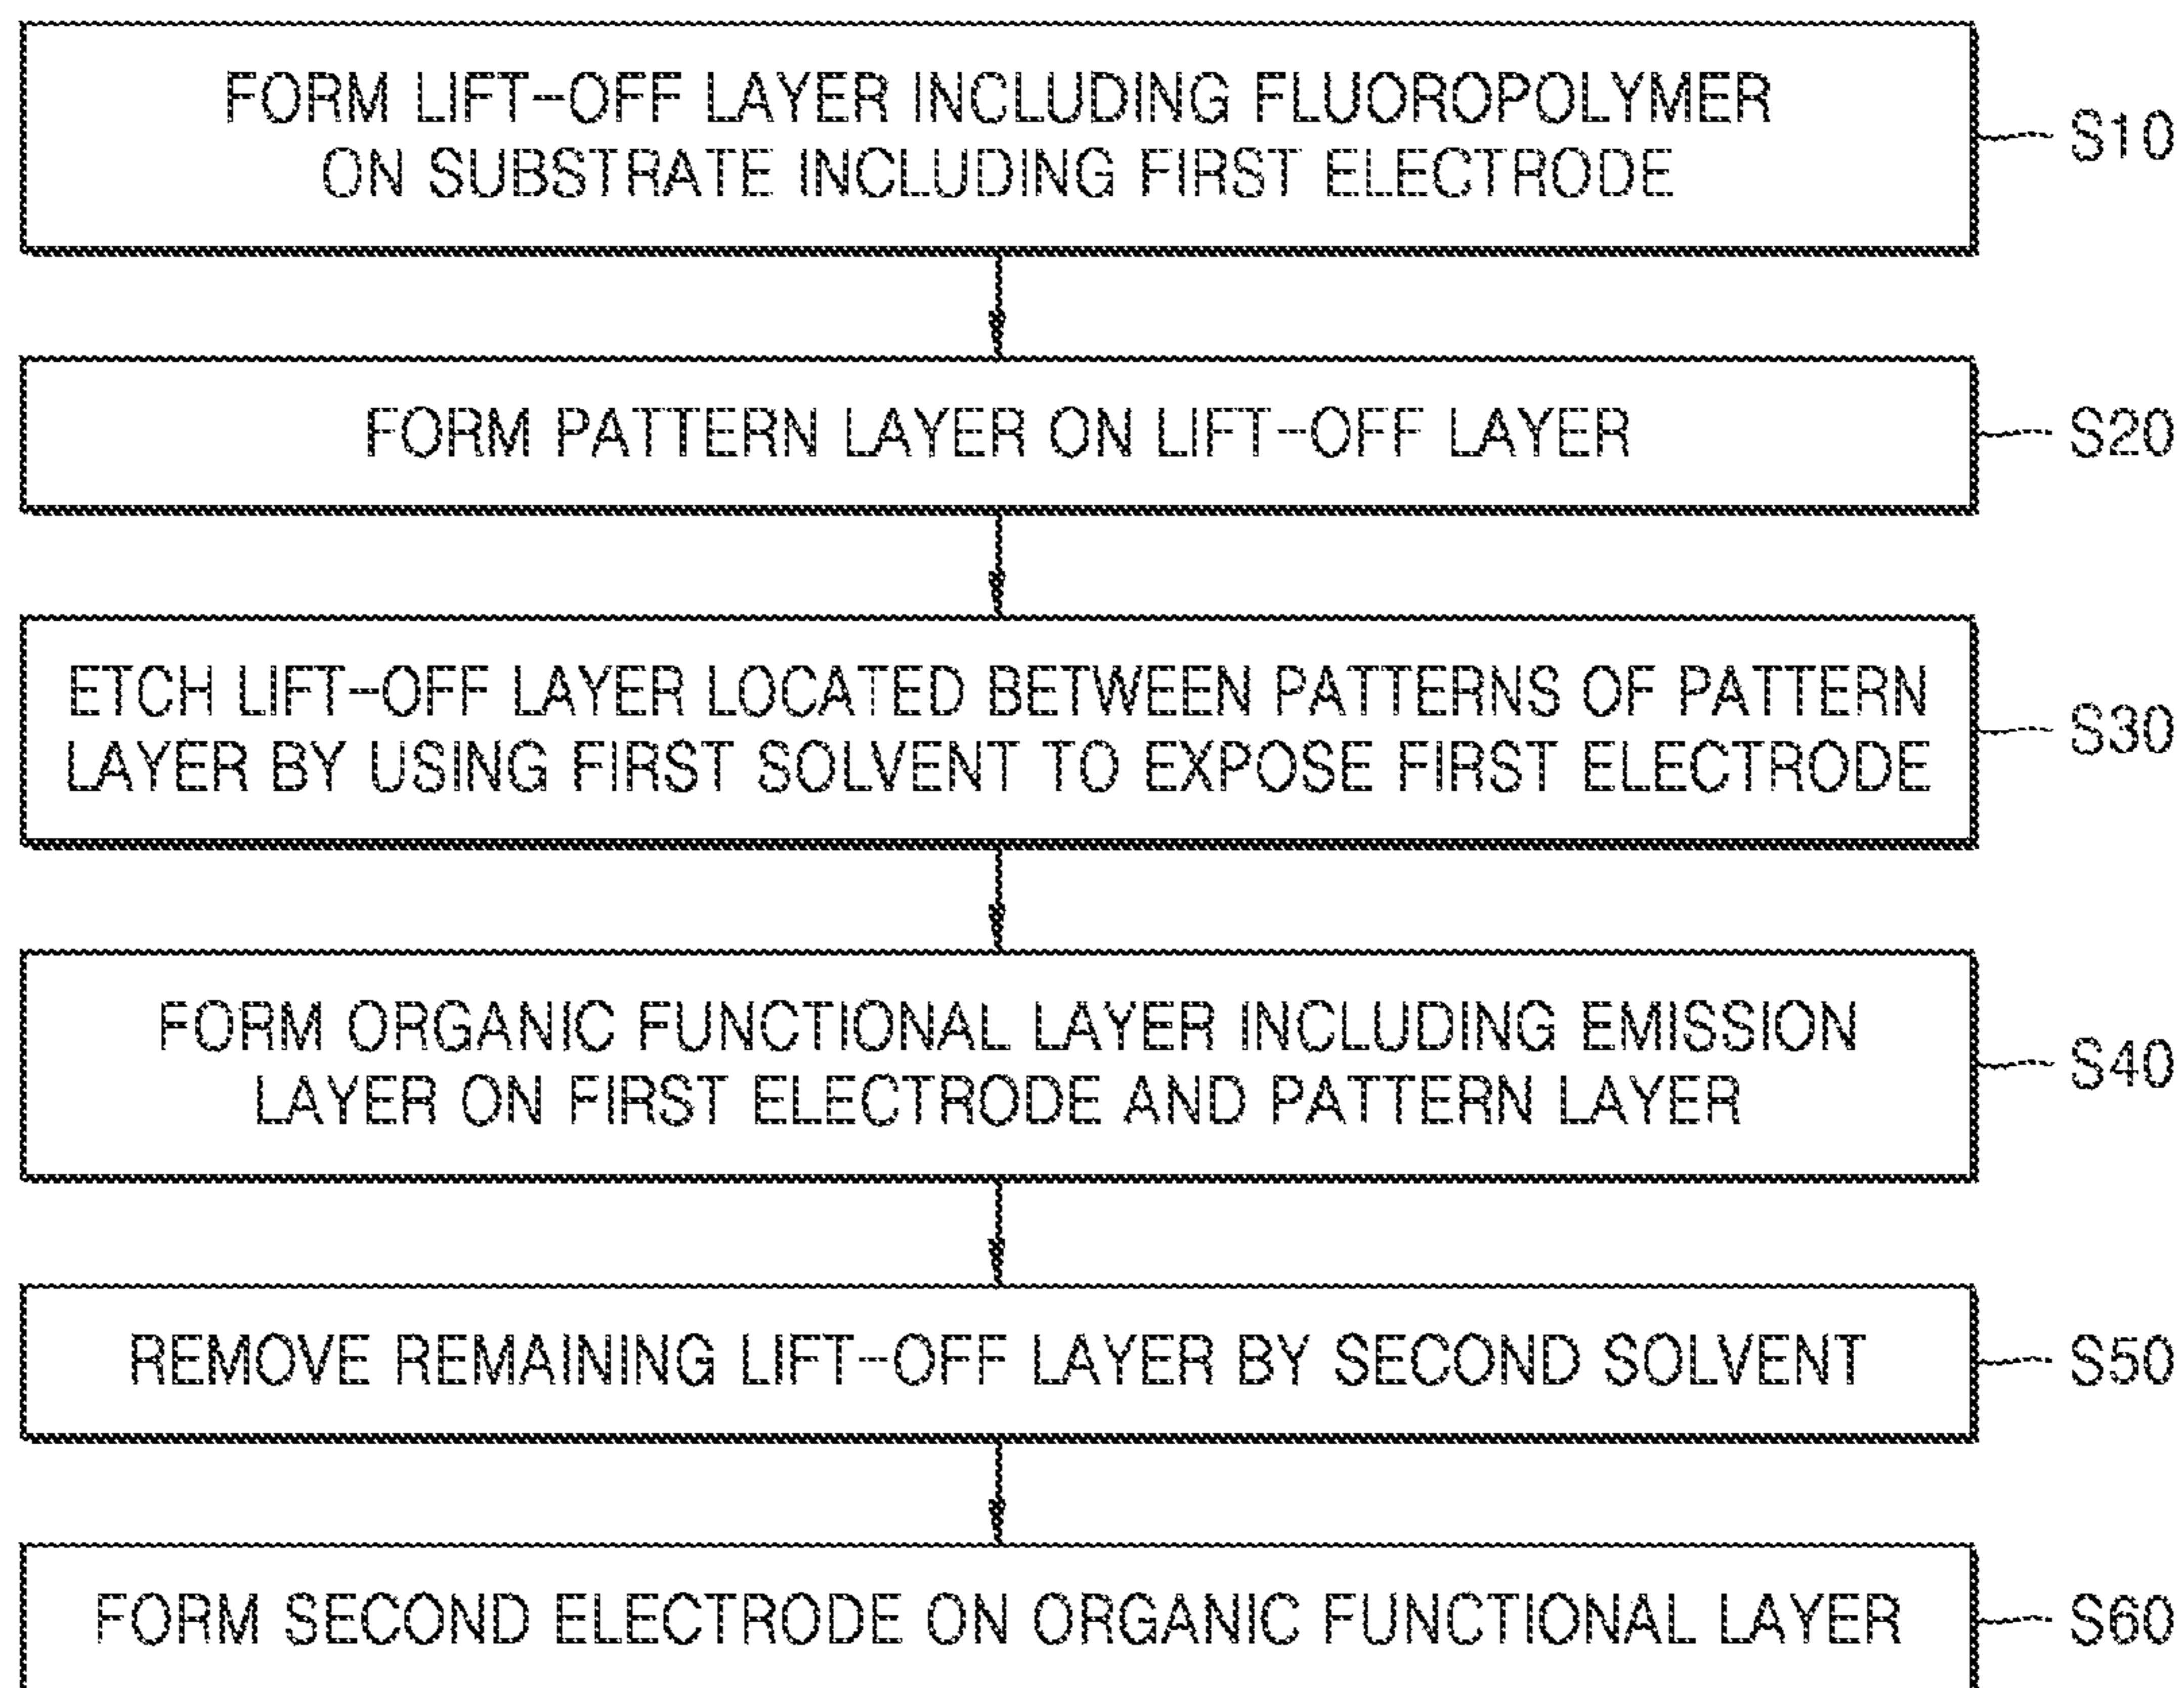 FORM LIFT-OFF LAYER INCLUDING FLUOROPOLYMER
ON SUBSTRATE INCLUDING FIRST ELECTRODE
S10
FORM PATTERN LAYER ON LIFT-OFF LAYER
S20
ETCH LIFT-OFF LAYER LOCATED BETWEEN PATTERNS OF PATTERN
LAYER BY USING FIRST SOLVENT TO EXPOSE FIRST ELECTRODE
S30
FORM ORGANIC FUNCTIONAL LAYER INCLUDING EMISSION
LAYER ON FIRST ELECTRODE AND PATTERN LAYER
S40
REMOVE REMAINING LIFT-OFF LAYER BY SECOND SOLVENT
S50
FORM SECOND ELECTRODE ON ORGANIC FUNCTIONAL LAYER
S60